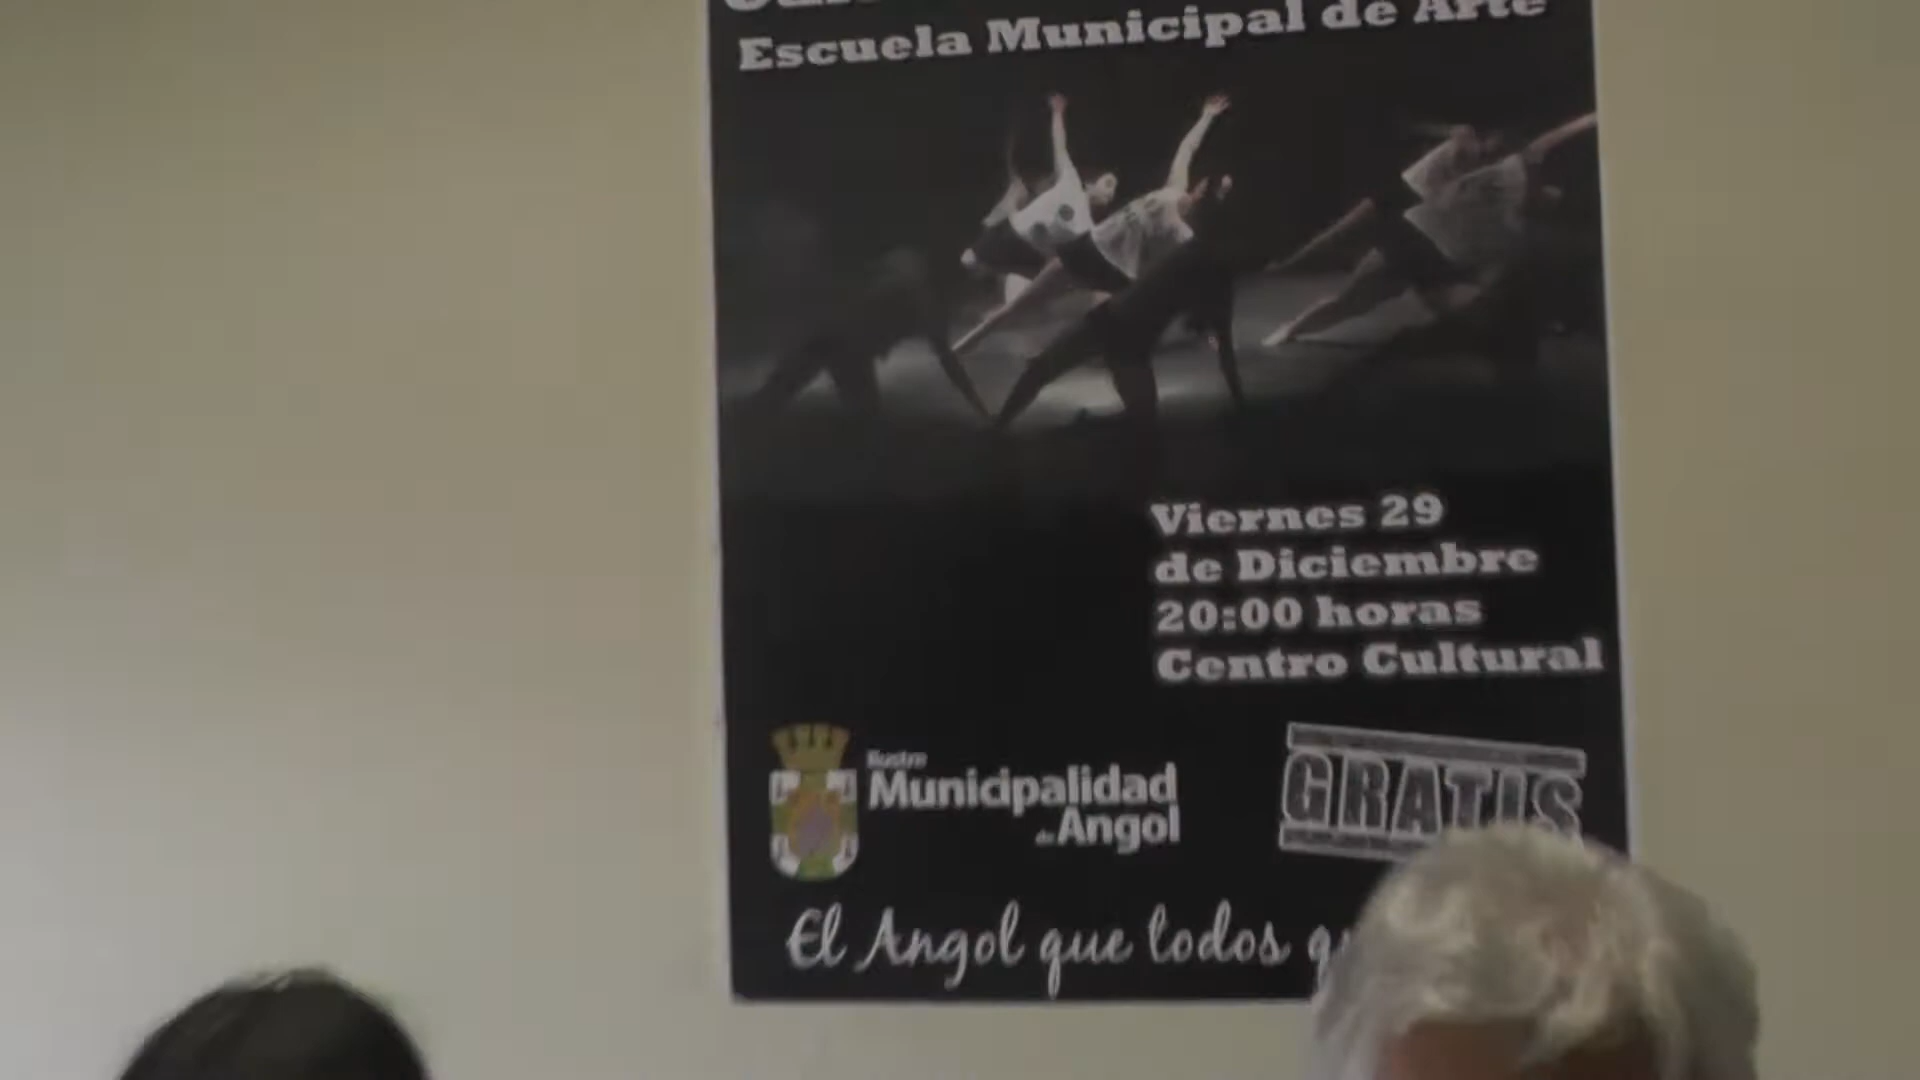 Escuela Municipal de Arte
Viernes 29
de Diciembre
20:00 horas
Centro Cultural
Ilustre
Municipalidad
de Angol
GRATIS
El Angol que todos